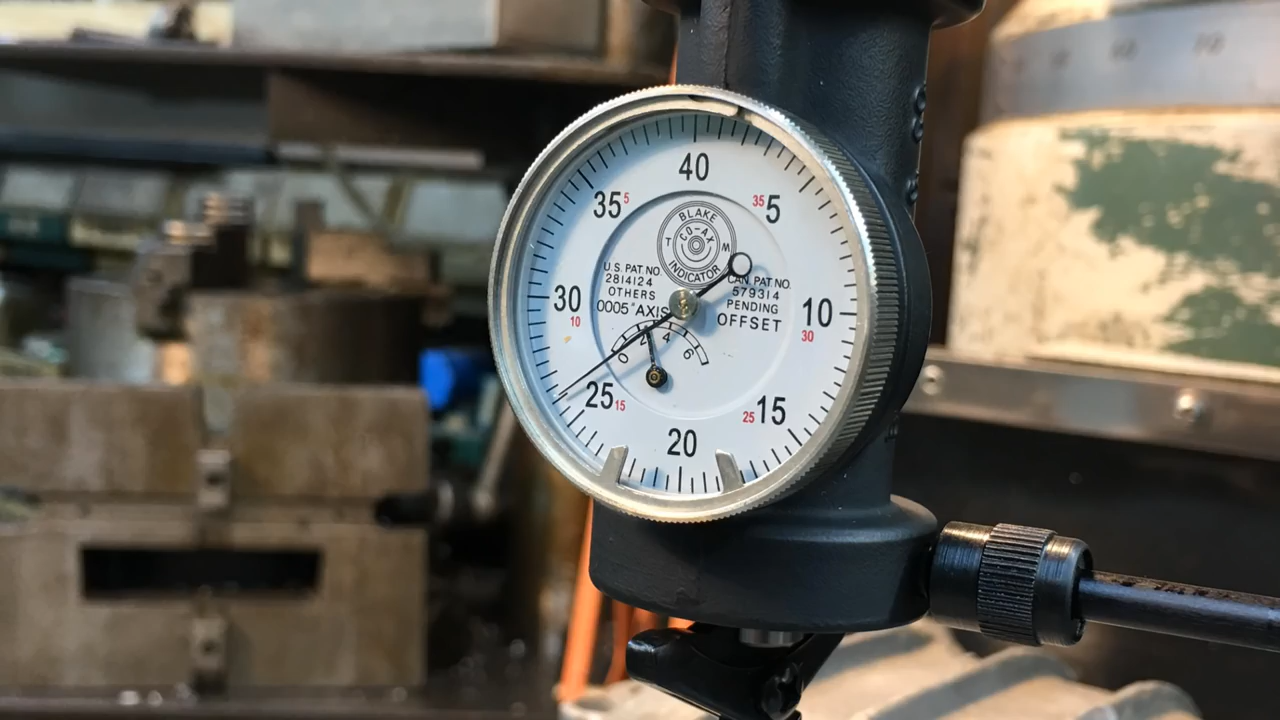 40
35 5
35 5
BLAKE
CO-AX
T M
INDICATOR
U.S. PAT. NO
2814124
OTHERS
.0005" AXIS
CAN. PAT. NO.
579314
PENDING
OFFSET
30
10
10
30
0 2 4 6
25 15
25 15
20